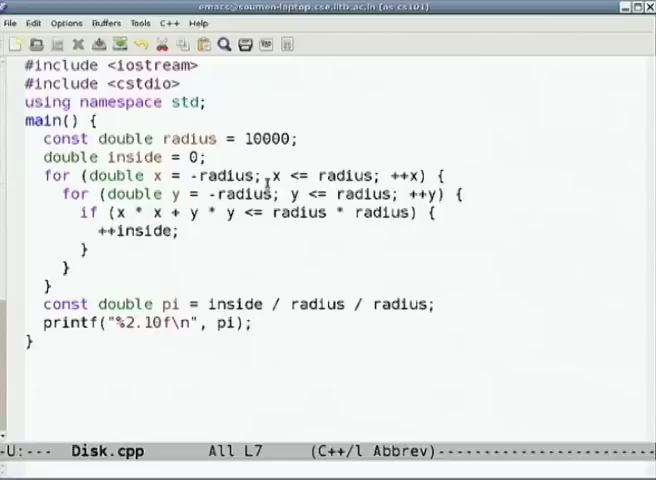 emacs@soumen-laptop.cse.iitb.ac.in (as cs101)
File Edit Options Buffers Tools C++ Help
#include <iostream>
#include <cstdio>
using namespace std;
main() {
  const double radius = 10000;
  double inside = 0;
  for (double x = -radius; x <= radius; ++x) {
    for (double y = -radius; y <= radius; ++y) {
      if (x * x + y * y <= radius * radius) {
        ++inside;
      }
    }
  }
  const double pi = inside / radius / radius;
  printf("%2.10f\n", pi);
}
-U:--- Disk.cpp All L7 (C++/l Abbrev)------------------------